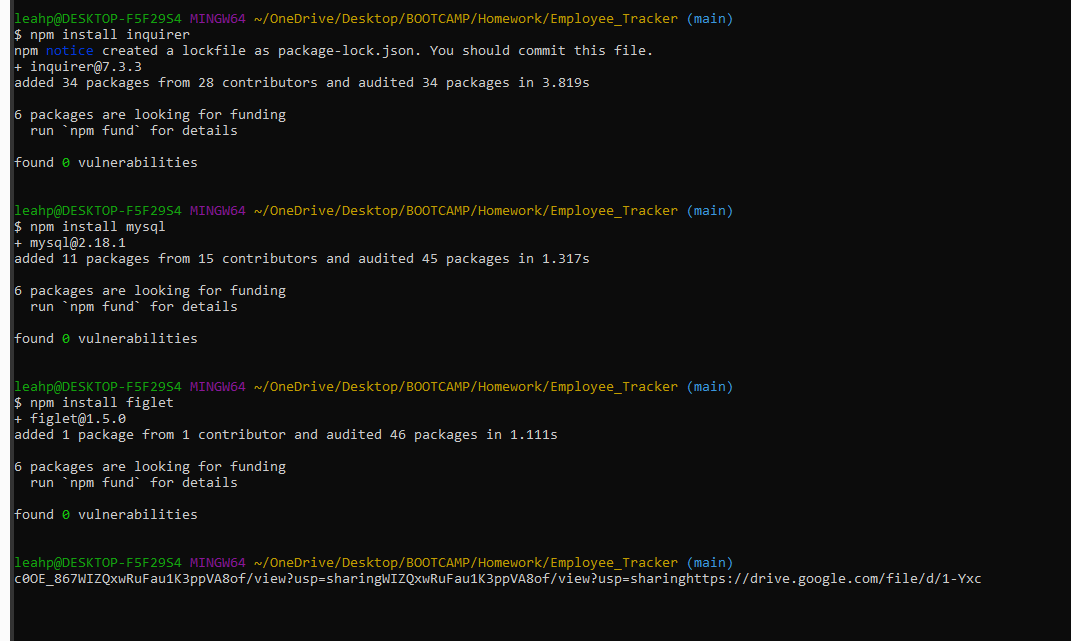 leahp@DESKTOP-F5F29S4 MINGW64 ~/OneDrive/Desktop/BOOTCAMP/Homework/Employee_Tracker (main)
$ npm install inquirer
npm notice created a lockfile as package-lock.json. You should commit this file.
+ inquirer@7.3.3
added 34 packages from 28 contributors and audited 34 packages in 3.819s
6 packages are looking for funding
  run `npm fund` for details
found 0 vulnerabilities
leahp@DESKTOP-F5F29S4 MINGW64 ~/OneDrive/Desktop/BOOTCAMP/Homework/Employee_Tracker (main)
$ npm install mysql
+ mysql@2.18.1
added 11 packages from 15 contributors and audited 45 packages in 1.317s
6 packages are looking for funding
  run `npm fund` for details
found 0 vulnerabilities
leahp@DESKTOP-F5F29S4 MINGW64 ~/OneDrive/Desktop/BOOTCAMP/Homework/Employee_Tracker (main)
$ npm install figlet
+ figlet@1.5.0
added 1 package from 1 contributor and audited 46 packages in 1.111s
6 packages are looking for funding
  run `npm fund` for details
found 0 vulnerabilities
leahp@DESKTOP-F5F29S4 MINGW64 ~/OneDrive/Desktop/BOOTCAMP/Homework/Employee_Tracker (main)
c0OE_867WIZQxwRuFau1K3ppVA8of/view?usp=sharingWIZQxwRuFau1K3ppVA8of/view?usp=sharinghttps://drive.google.com/file/d/1-Yxc